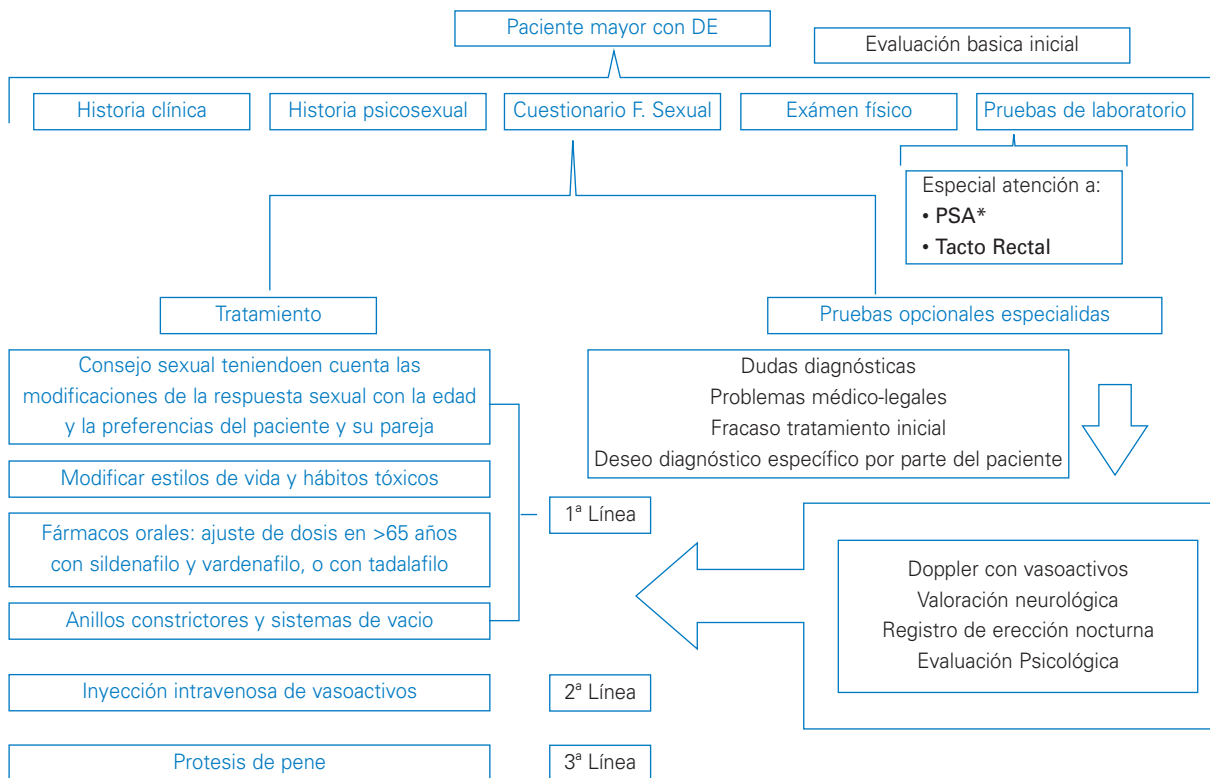 Paciente mayor con DE
Evaluación basica inicial
Historia clínica
Historia psicosexual
Cuestionario F. Sexual
Exámen físico
Pruebas de laboratorio
Especial atención a:
• PSA*
• Tacto Rectal
Tratamiento
Pruebas opcionales especialidas
Consejo sexual teniendoen cuenta las
modificaciones de la respuesta sexual con la edad
y la preferencias del paciente y su pareja
Modificar estilos de vida y hábitos tóxicos
Fármacos orales: ajuste de dosis en >65 años
con sildenafilo y vardenafilo, o con tadalafilo
Anillos constrictores y sistemas de vacio
1ª Línea
Inyección intravenosa de vasoactivos
2ª Línea
Protesis de pene
3ª Línea
Dudas diagnósticas
Problemas médico-legales
Fracaso tratamiento inicial
Deseo diagnóstico específico por parte del paciente
Doppler con vasoactivos
Valoración neurológica
Registro de erección nocturna
Evaluación Psicológica